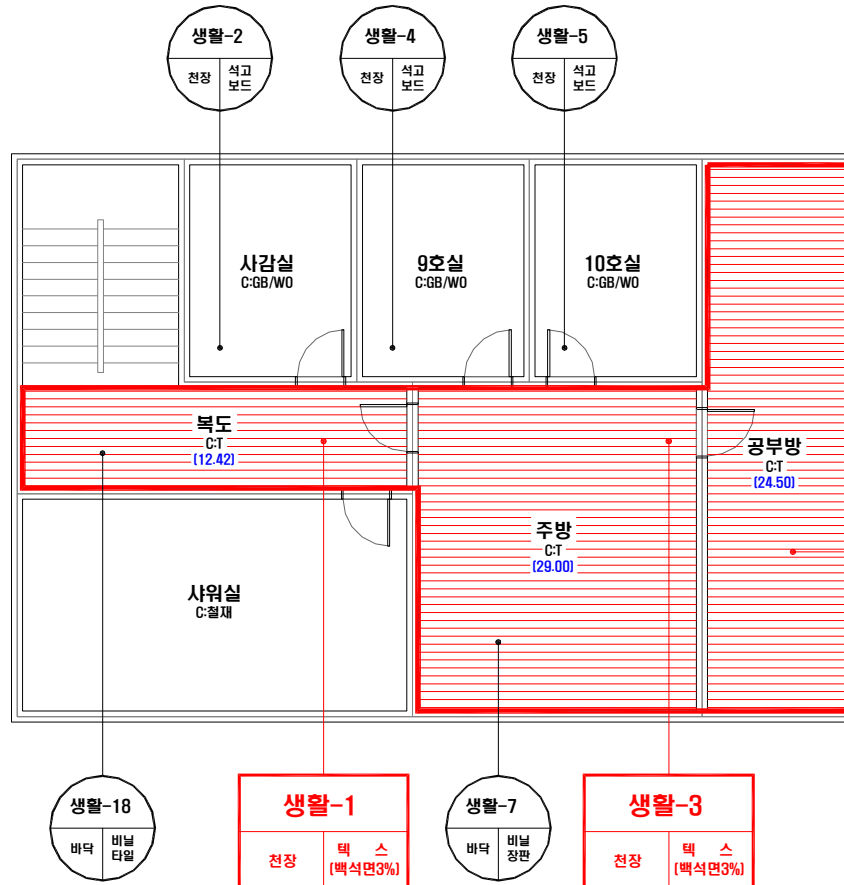 생활-2
천장
석고
보드
생활-4
천장
석고
보드
생활-5
천장
석고
보드
사감실
C:GB/WO
9호실
C:GB/WO
10호실
C:GB/WO
복도
C:T
(12.42)
공부방
C:T
(24.50)
주방
C:T
(29.00)
샤워실
C:철재
생활-18
바닥
비닐
타일
생활-1
천장
텍 스
(백석면3%)
생활-7
바닥
비닐
장판
생활-3
천장
텍 스
(백석면3%)